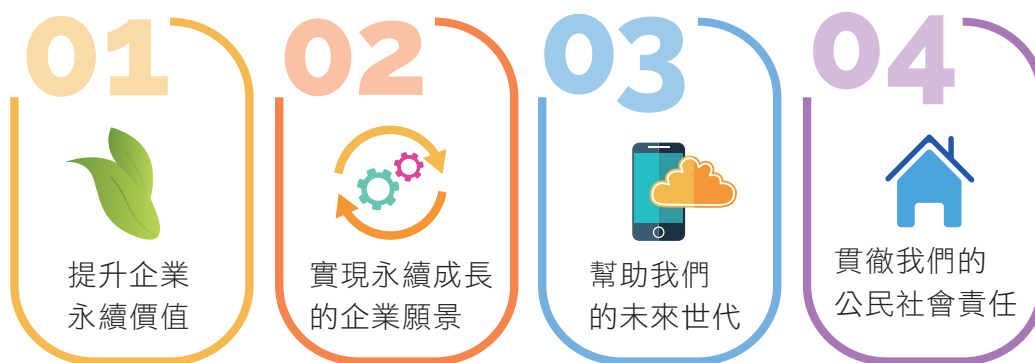 01
提升企業
永續價值
02
實現永續成長
的企業願景
03
幫助我們
的未來世代
04
貫徹我們的
公民社會責任